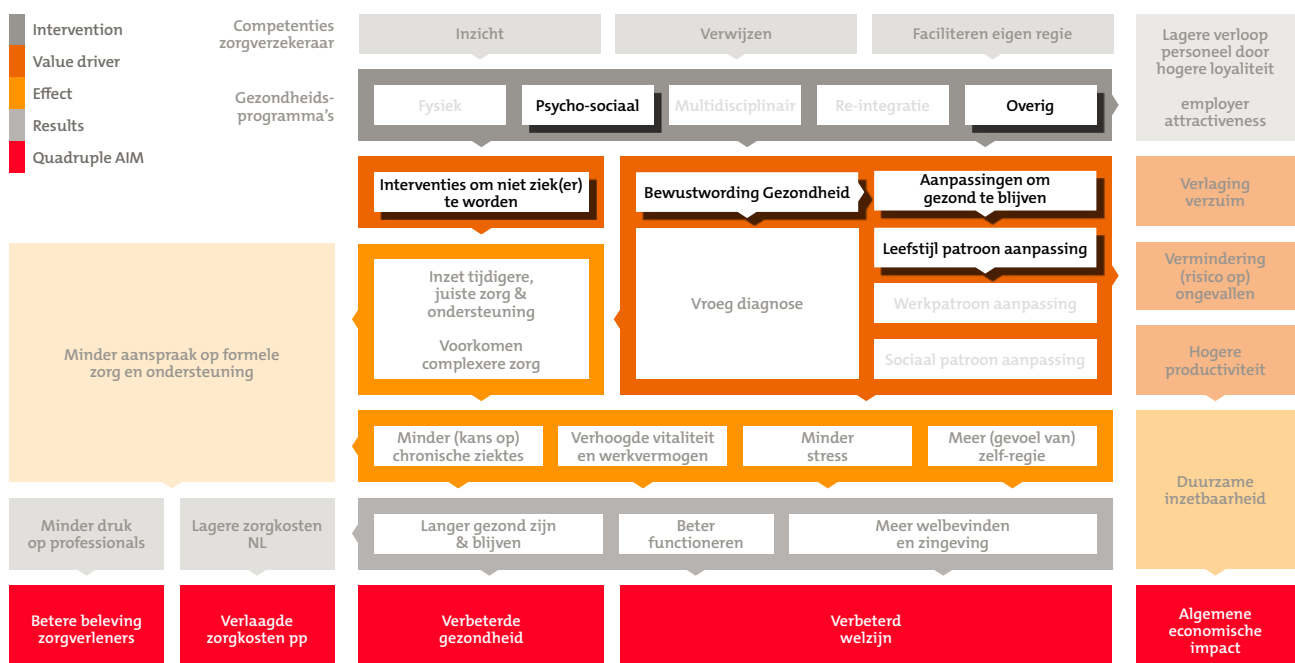 Intervention
Value driver
Effect
Results
Quadruple AIM
Competenties
zorgverzekeraar
Inzicht
Verwijzen
Faciliteren eigen regie
Gezondheids-
programma's
Fysiek
Psycho-sociaal
Multidisciplinair
Re-integratie
Overig
Lagere verloop
personeel door
hogere loyaliteit
employer
attractiveness
Interventies om niet ziek(er)
te worden
Bewustwording Gezondheid
Aanpassingen om
gezond te blijven
Verlaging
verzuim
Leefstijl patroon aanpassing
Vermindering
(risico op)
ongevallen
Inzet tijdigere,
juiste zorg &
ondersteuning
Voorkomen
complexere zorg
Vroeg diagnose
Werkpatroon aanpassing
Sociaal patroon aanpassing
Minder aanspraak op formele
zorg en ondersteuning
Hogere
productiviteit
Minder (kans op)
chronische ziektes
Verhoogde vitaliteit
en werkvermogen
Minder
stress
Meer (gevoel van)
zelf-regie
Duurzame
inzetbaarheid
Minder druk
op professionals
Lagere zorgkosten
NL
Langer gezond zijn
& blijven
Beter
functioneren
Meer welbevinden
en zingeving
Betere beleving
zorgverleners
Verlaagde
zorgkosten pp
Verbeterde
gezondheid
Verbeterd
welzijn
Algemene
economische
impact